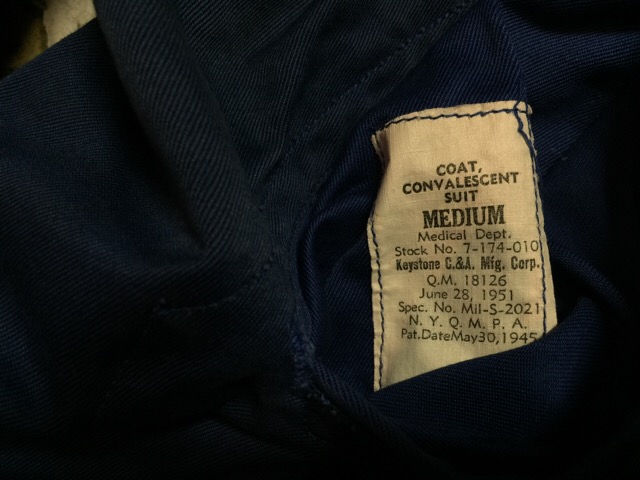 COAT,
CONVALESCENT
SUIT
MEDIUM
Medical Dept.
Stock No. 7-174-010
Keystone C.&A. Mfg. Corp.
Q.M. 18126
June 28, 1951
Spec. No. Mil-S-2021
N. Y. Q. M. P. A.
Pat.DateMay30,1945